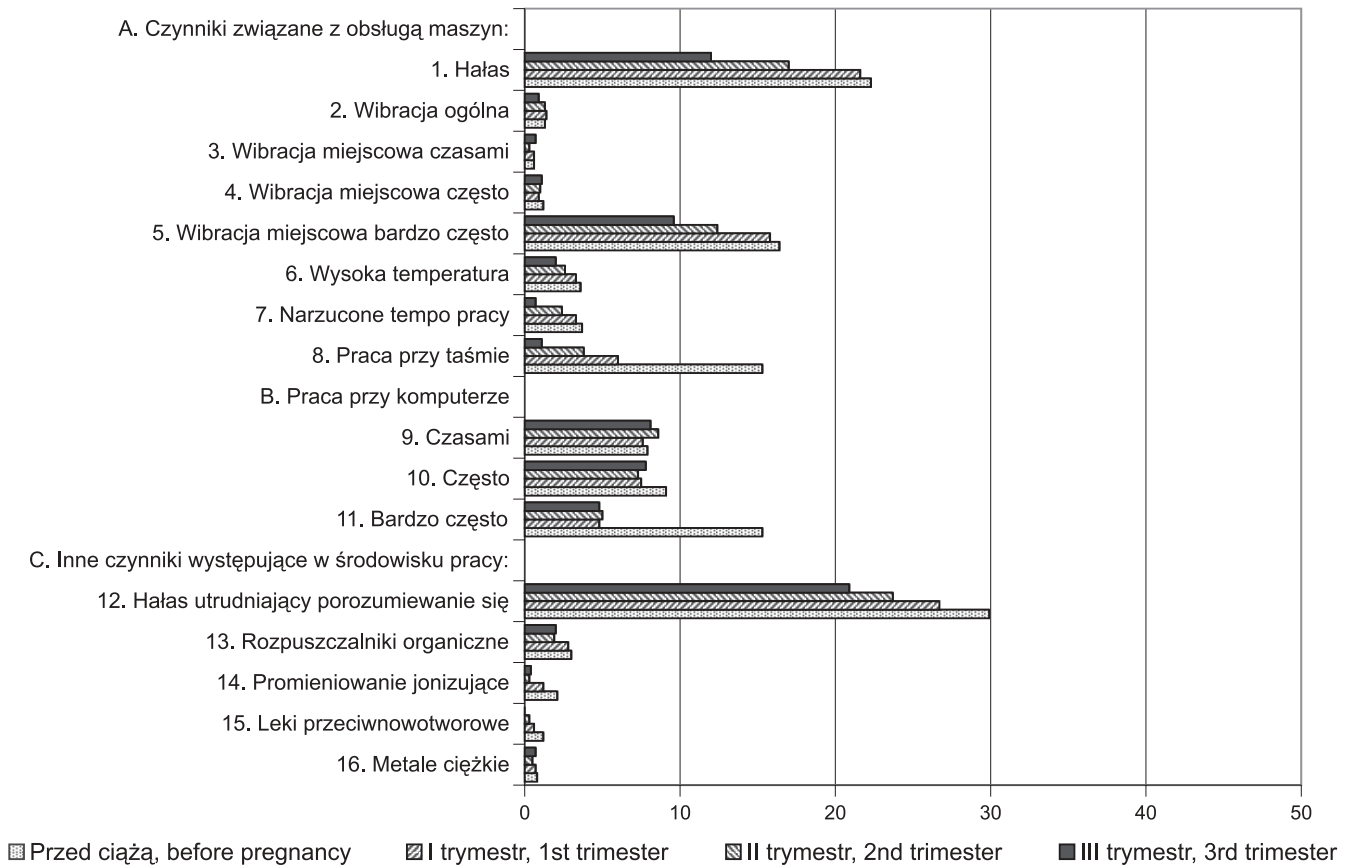 A. Czynniki związane z obsługą maszyn:
1. Hałas
2. Wibracja ogólna
3. Wibracja miejscowa czasami
4. Wibracja miejscowa często
5. Wibracja miejscowa bardzo często
6. Wysoka temperatura
7. Narzucone tempo pracy
8. Praca przy taśmie
B. Praca przy komputerze
9. Czasami
10. Często
11. Bardzo często
C. Inne czynniki występujące w środowisku pracy:
12. Hałas utrudniający porozumiewanie się
13. Rozpuszczalniki organiczne
14. Promieniowanie jonizujące
15. Leki przeciwnowotworowe
16. Metale ciężkie
0 10 20 30 40 50
Przed ciążą, before pregnancy I trymestr, 1st trimester II trymestr, 2nd trimester III trymestr, 3rd trimester